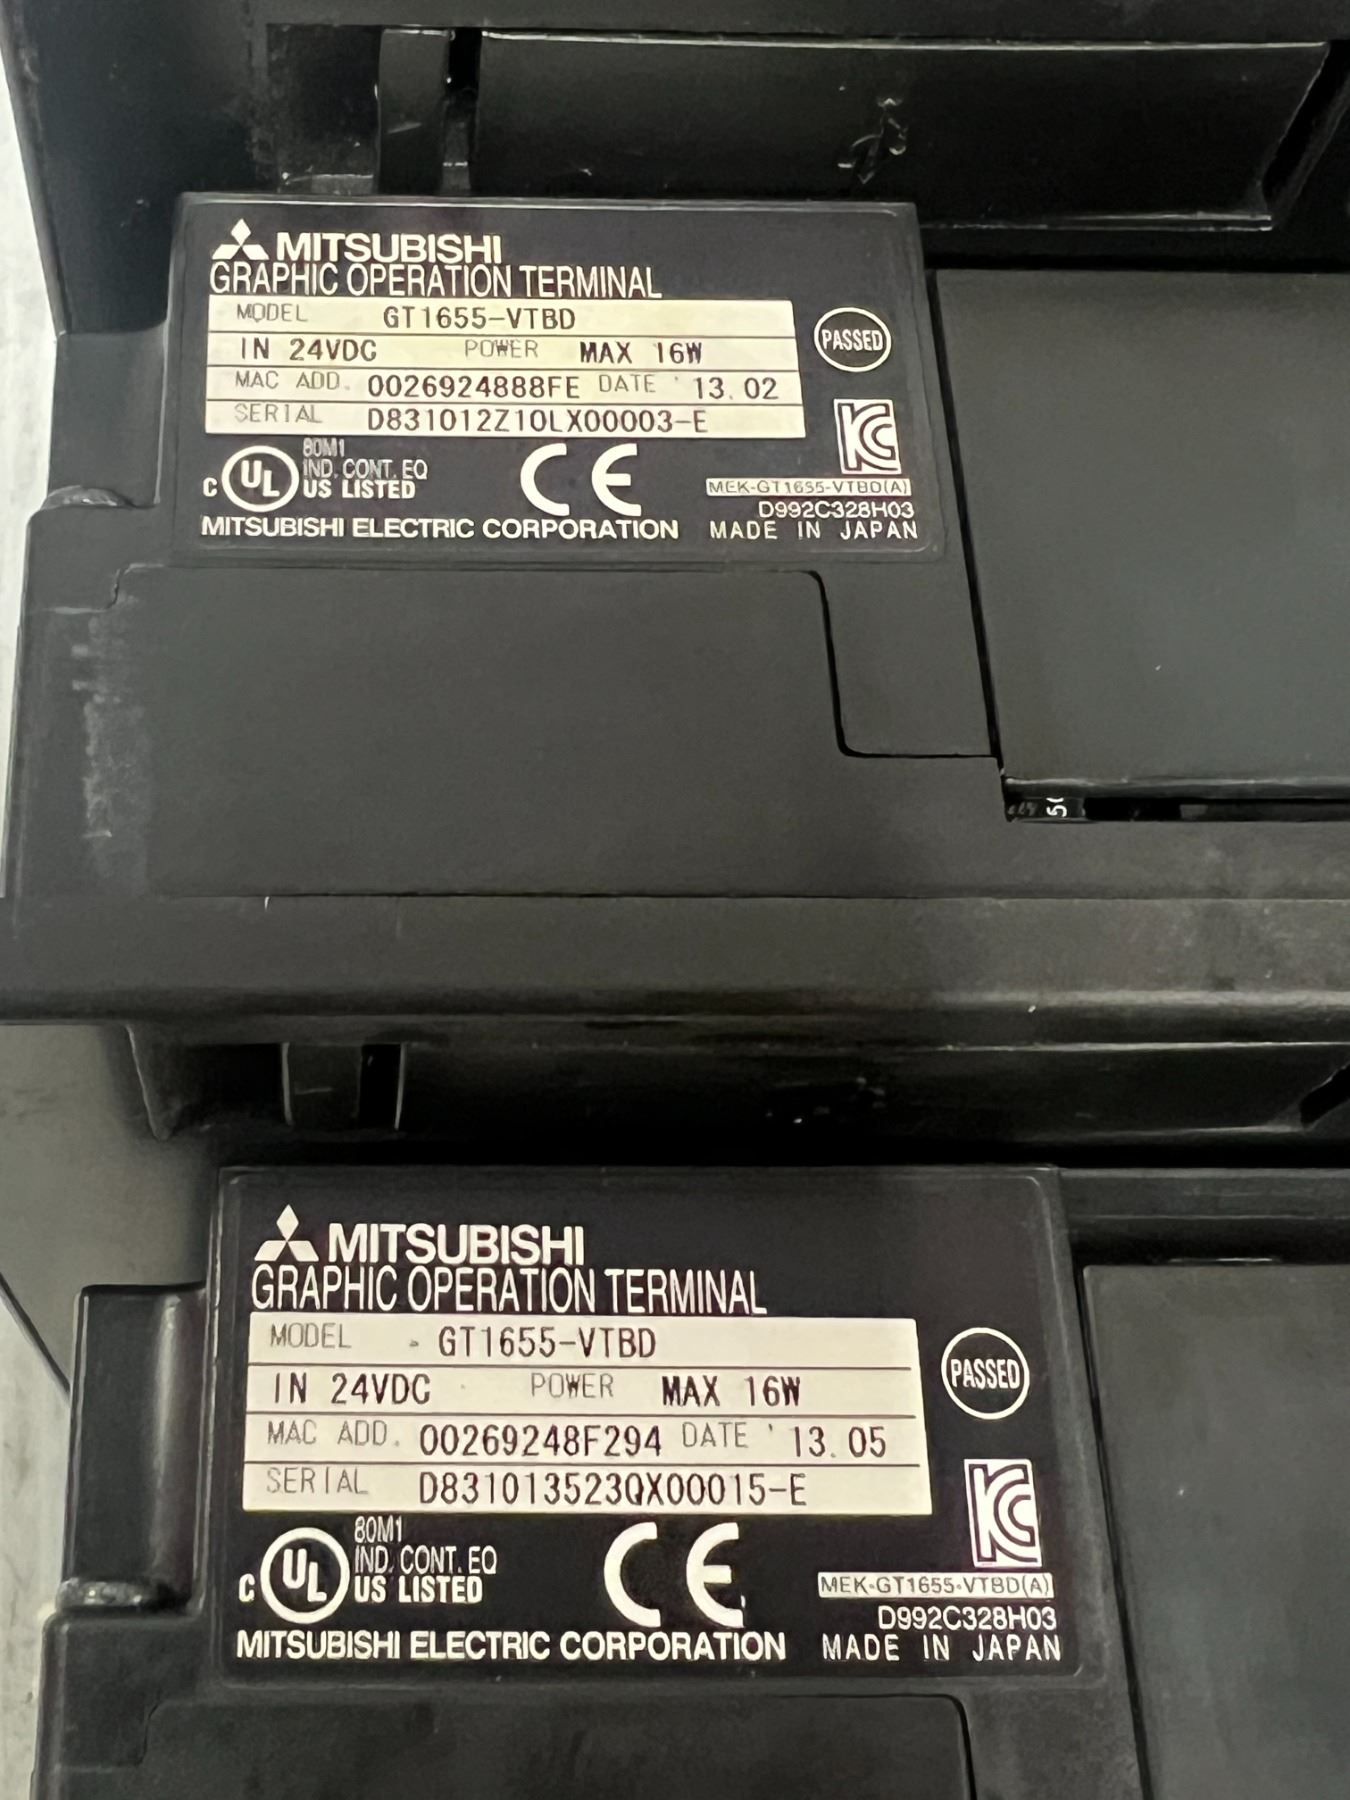 MITSUBISHI
GRAPHIC OPERATION TERMINAL
MODEL GT1655-VTBD
IN 24VDC POWER MAX 16W
PASSED
MAC ADD. 0026924888FE DATE '13.02
SERIAL D831012Z10LX00003-E
80M1
IND. CONT. EQ
C UL US LISTED
CE
KC
MEK-GT1655-VTBD(A)
D992C328H03
MITSUBISHI ELECTRIC CORPORATION MADE IN JAPAN
MITSUBISHI
GRAPHIC OPERATION TERMINAL
MODEL GT1655-VTBD
IN 24VDC POWER MAX 16W
PASSED
MAC ADD. 00269248F294 DATE '13.05
SERIAL D831013523QX00015-E
80M1
IND. CONT. EQ
C UL US LISTED
CE
KC
MEK-GT1655-VTBD(A)
D992C328H03
MITSUBISHI ELECTRIC CORPORATION MADE IN JAPAN